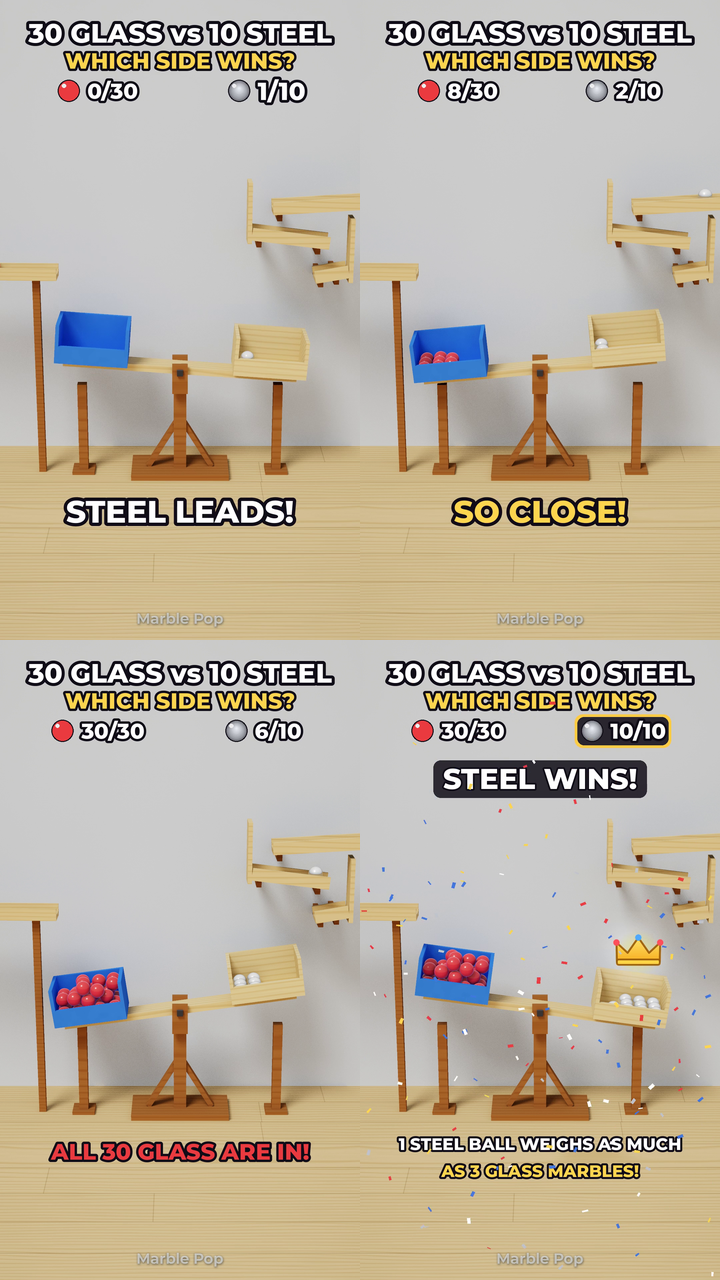 30 GLASS vs 10 STEEL
WHICH SIDE WINS?
0/30 1/10
STEEL LEADS!
Marble Pop
30 GLASS vs 10 STEEL
WHICH SIDE WINS?
8/30 2/10
SO CLOSE!
Marble Pop
30 GLASS vs 10 STEEL
WHICH SIDE WINS?
30/30 6/10
ALL 30 GLASS ARE IN!
Marble Pop
30 GLASS vs 10 STEEL
WHICH SIDE WINS?
30/30 10/10
STEEL WINS!
1 STEEL BALL WEIGHS AS MUCH
AS 3 GLASS MARBLES!
Marble Pop